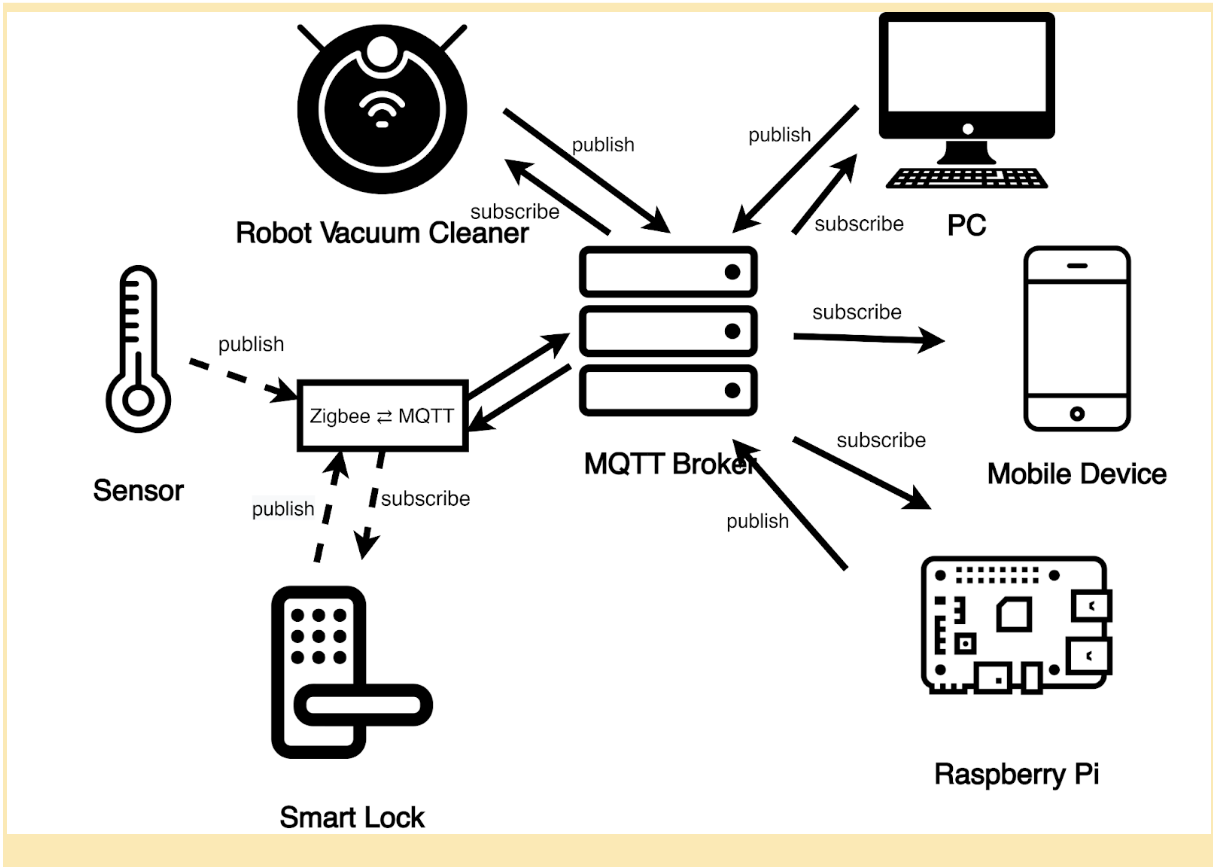 publish
publish
subscribe
subscribe
Robot Vacuum Cleaner
PC
subscribe
publish
Zigbee ⇄ MQTT
subscribe
MQTT Broker
Mobile Device
Sensor
publish
subscribe
publish
Raspberry Pi
Smart Lock